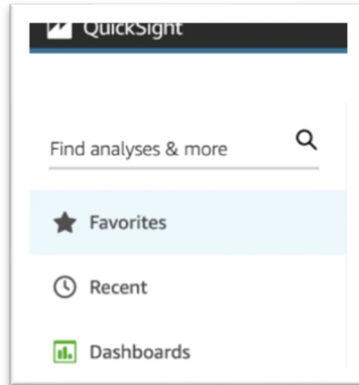 QuickSight
Find analyses & more
Favorites
Recent
Dashboards